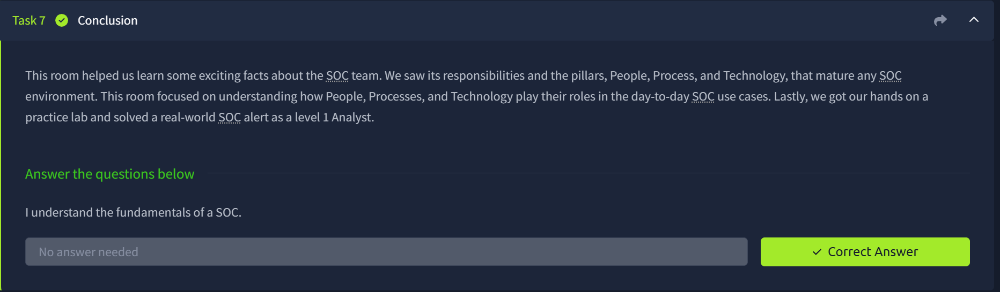 Task 7 Conclusion
This room helped us learn some exciting facts about the SOC team. We saw its responsibilities and the pillars, People, Process, and Technology, that mature any SOC
environment. This room focused on understanding how People, Processes, and Technology play their roles in the day-to-day SOC use cases. Lastly, we got our hands on a
practice lab and solved a real-world SOC alert as a level 1 Analyst.
Answer the questions below
I understand the fundamentals of a SOC.
No answer needed
Correct Answer